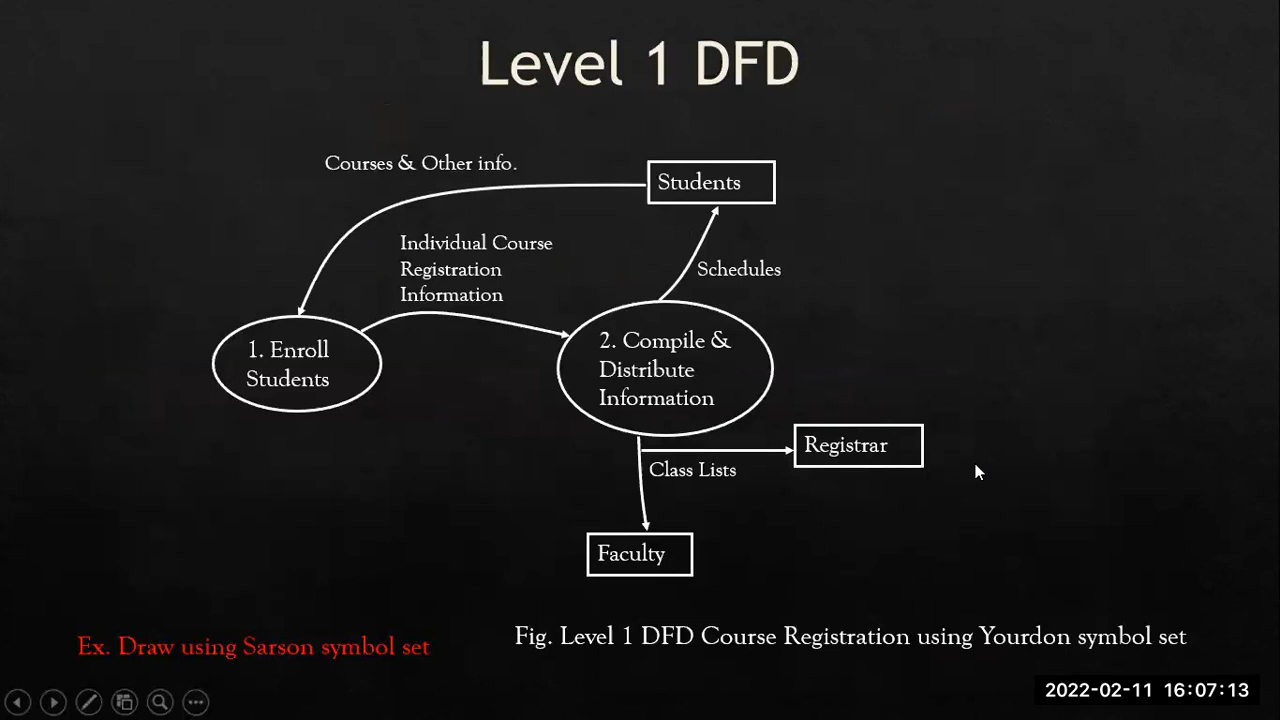 Level 1 DFD
Courses & Other info.
Students
Individual Course
Registration
Information
Schedules
1. Enroll
Students
2. Compile &
Distribute
Information
Registrar
Class Lists
Faculty
Fig. Level 1 DFD Course Registration using Yourdon symbol set
Ex. Draw using Sarson symbol set
2022-02-11 16:07:13